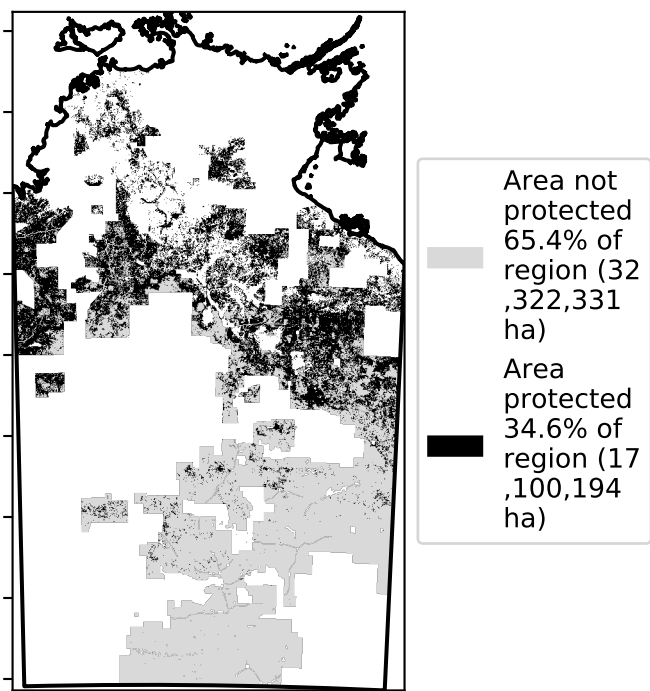 Area not
protected
65.4% of
region (32
,322,331
ha)
Area
protected
34.6% of
region (17
,100,194
ha)